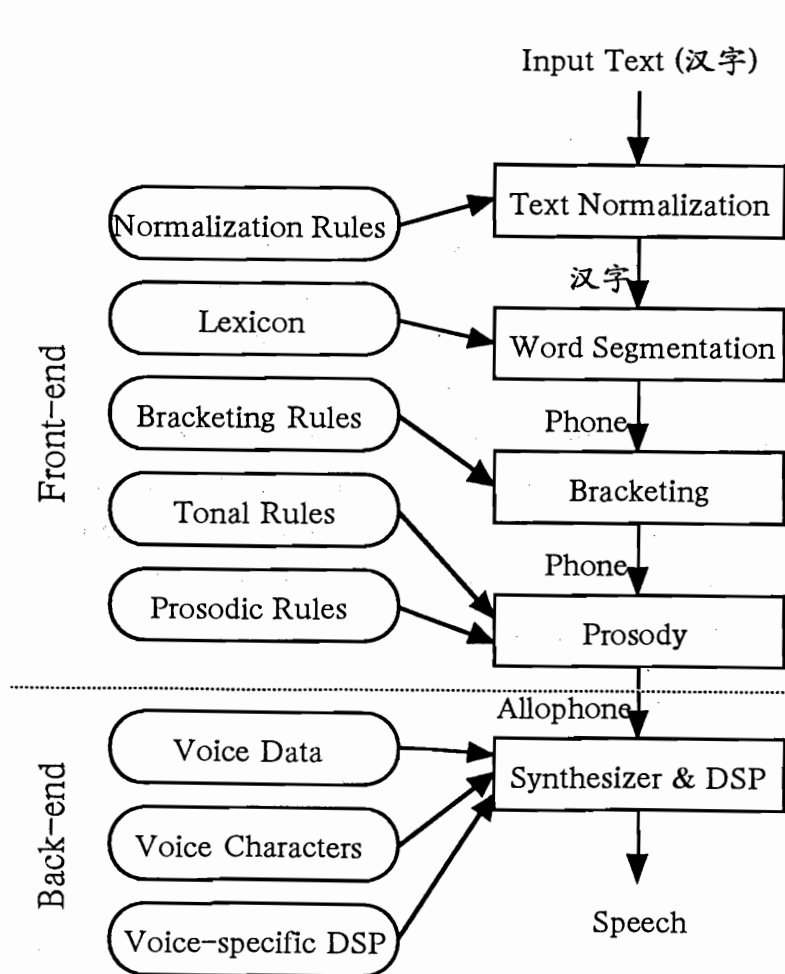 Input Text (汉字)
Normalization Rules
Text Normalization
汉字
Lexicon
Word Segmentation
Bracketing Rules
Phone
Bracketing
Tonal Rules
Phone
Prosodic Rules
Prosody
Front-end
Allophone
Voice Data
Synthesizer & DSP
Voice Characters
Voice-specific DSP
Speech
Back-end